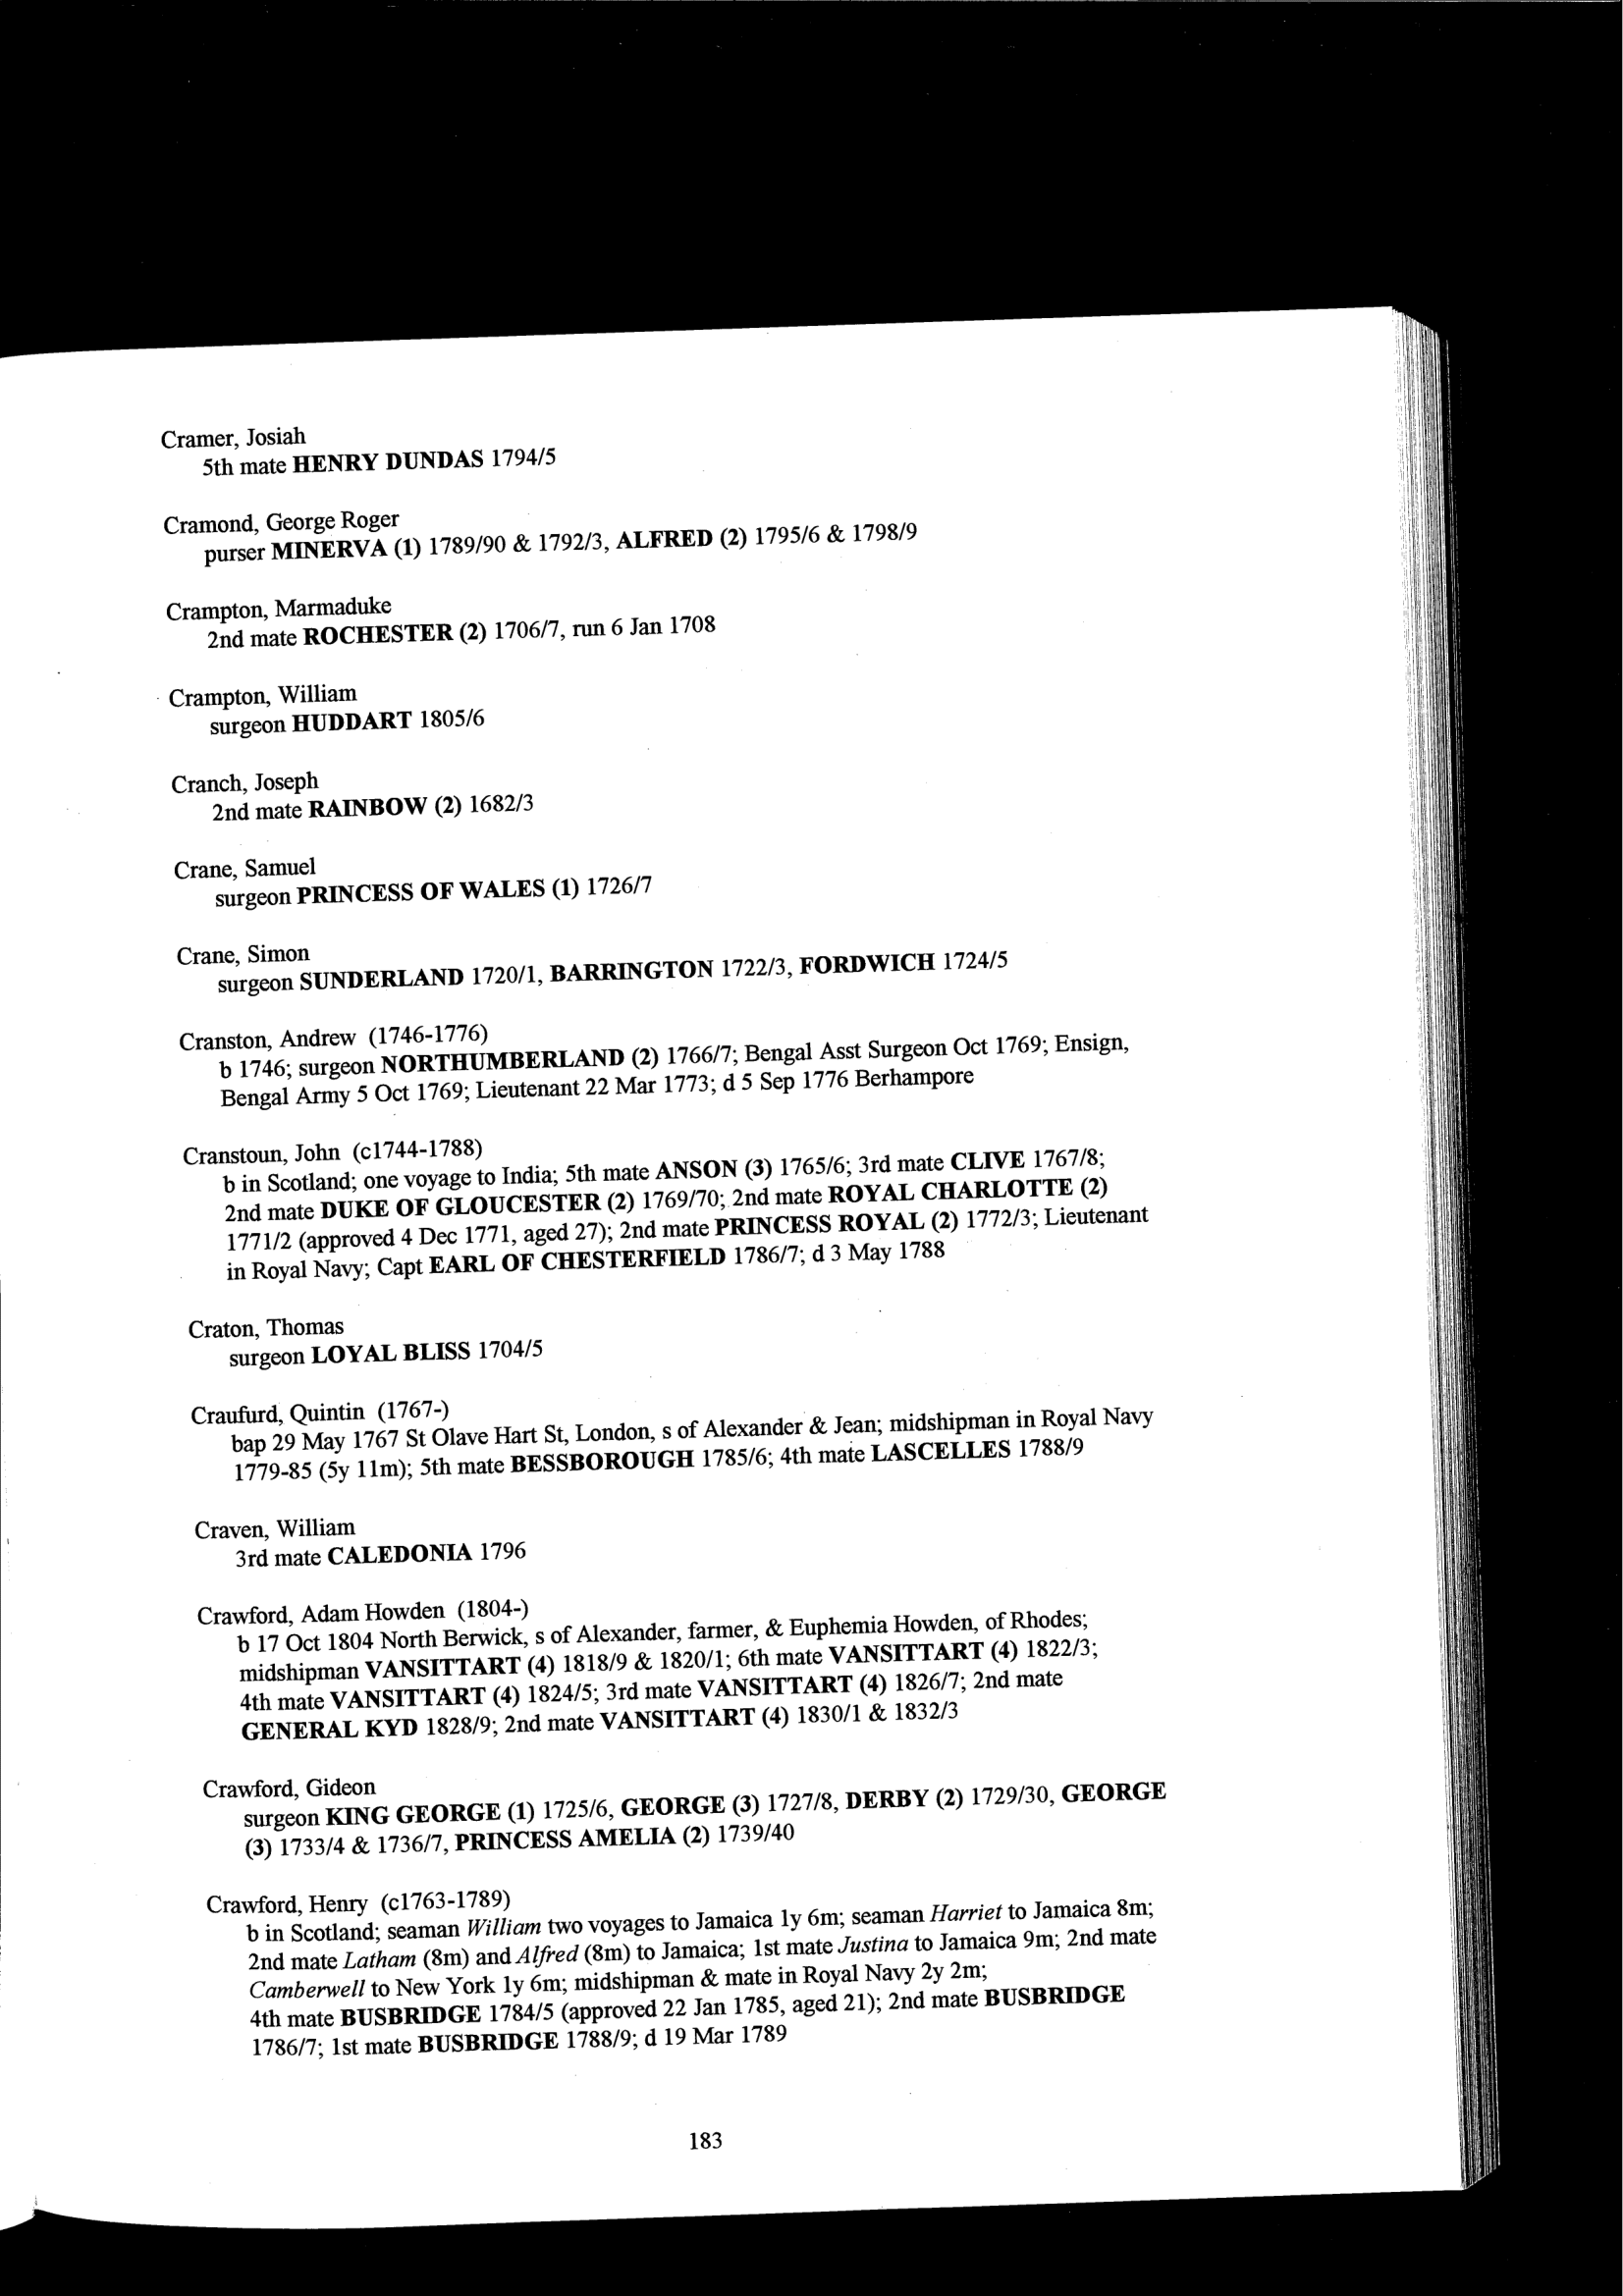 Cramer, Josiah
5th mate HENRY DUNDAS 1794/5
Cramond, George Roger
purser MINERVA (1) 1789/90 & 1792/3, ALFRED (2) 1795/6 & 1798/9
Crampton, Marmaduke
2nd mate ROCHESTER (2) 1706/7, run 6 Jan 1708
Crampton, William
surgeon HUDDART 1805/6
Cranch, Joseph
2nd mate RAINBOW (2) 1682/3
Crane, Samuel
surgeon PRINCESS OF WALES (1) 1726/7
Crane, Simon
surgeon SUNDERLAND 1720/1, BARRINGTON 1722/3, FORDWICH 1724/5
Cranston, Andrew (1746-1776)
b 1746; surgeon NORTHUMBERLAND (2) 1766/7; Bengal Asst Surgeon Oct 1769; Ensign,
Bengal Army 5 Oct 1769; Lieutenant 22 Mar 1773; d 5 Sep 1776 Berhampore
Cranstoun, John (c1744-1788)
b in Scotland; one voyage to India; 5th mate ANSON (3) 1765/6; 3rd mate CLIVE 1767/8;
2nd mate DUKE OF GLOUCESTER (2) 1769/70; 2nd mate ROYAL CHARLOTTE (2)
1771/2 (approved 4 Dec 1771, aged 27); 2nd mate PRINCESS ROYAL (2) 1772/3; Lieutenant
in Royal Navy; Capt EARL OF CHESTERFIELD 1786/7; d 3 May 1788
Craton, Thomas
surgeon LOYAL BLISS 1704/5
Craufurd, Quintin (1767-)
bap 29 May 1767 St Olave Hart St, London, s of Alexander & Jean; midshipman in Royal Navy
1779-85 (5y 11m); 5th mate BESSBOROUGH 1785/6; 4th mate LASCELLES 1788/9
Craven, William
3rd mate CALEDONIA 1796
Crawford, Adam Howden (1804-)
b 17 Oct 1804 North Berwick, s of Alexander, farmer, & Euphemia Howden, of Rhodes;
midshipman VANSITTART (4) 1818/9 & 1820/1; 6th mate VANSITTART (4) 1822/3;
4th mate VANSITTART (4) 1824/5; 3rd mate VANSITTART (4) 1826/7; 2nd mate
GENERAL KYD 1828/9; 2nd mate VANSITTART (4) 1830/1 & 1832/3
Crawford, Gideon
surgeon KING GEORGE (1) 1725/6, GEORGE (3) 1727/8, DERBY (2) 1729/30, GEORGE
(3) 1733/4 & 1736/7, PRINCESS AMELIA (2) 1739/40
Crawford, Henry (c1763-1789)
b in Scotland; seaman William two voyages to Jamaica 1y 6m; seaman Harriet to Jamaica 8m;
2nd mate Latham (8m) and Alfred (8m) to Jamaica; 1st mate Justina to Jamaica 9m; 2nd mate
Camberwell to New York 1y 6m; midshipman & mate in Royal Navy 2y 2m;
4th mate BUSBRIDGE 1784/5 (approved 22 Jan 1785, aged 21); 2nd mate BUSBRIDGE
1786/7; 1st mate BUSBRIDGE 1788/9; d 19 Mar 1789
183